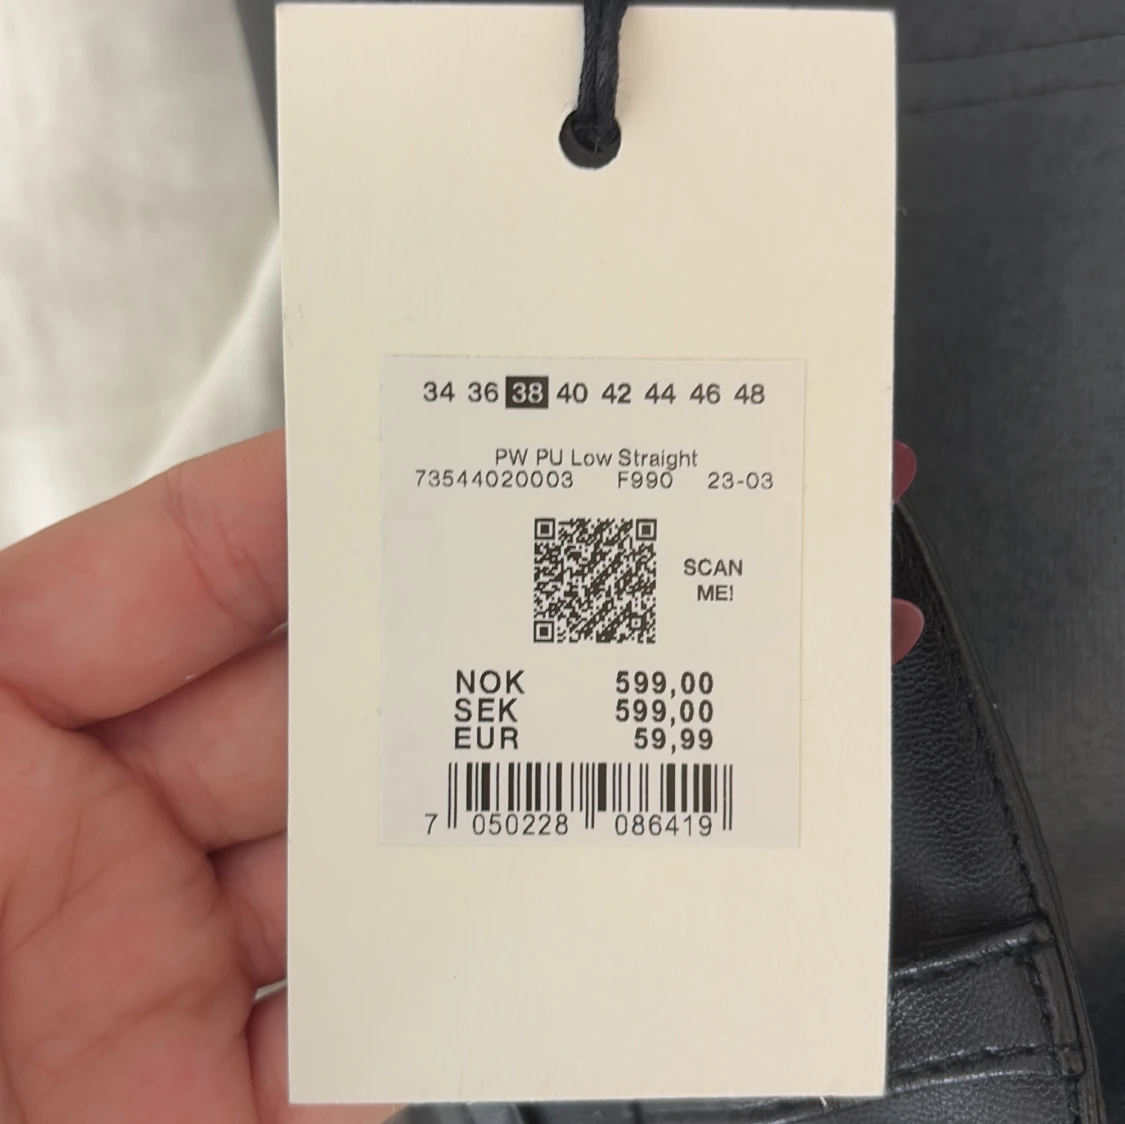 34 36 38 40 42 44 46 48
PW PU Low Straight
73544020003 F990 23-03
SCAN
ME!
NOK 599,00
SEK 599,00
EUR 59,99
7 050228 086419